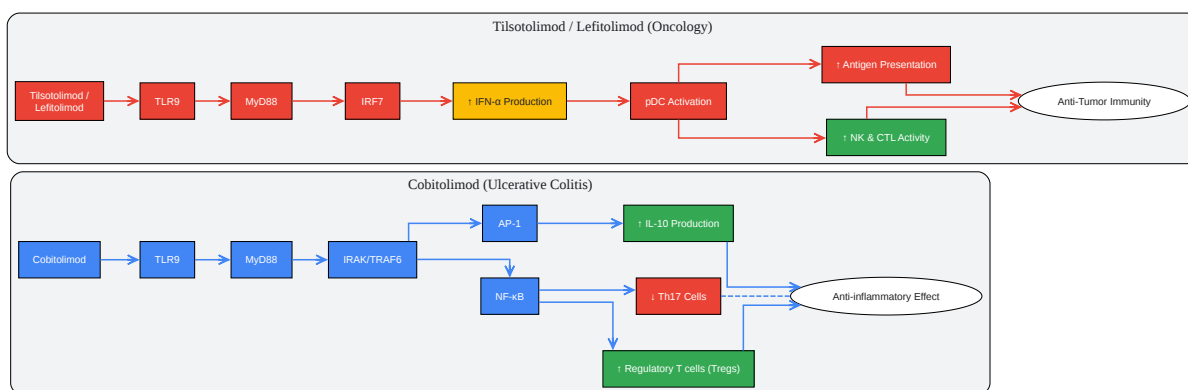 Tilsotolimod / Lefitolimod (Oncology)
↑ Antigen Presentation
Tilsotolimod /
Lefitolimod
TLR9
MyD88
IRF7
↑ IFN-α Production
pDC Activation
Anti-Tumor Immunity
↑ NK & CTL Activity
Cobitolimod (Ulcerative Colitis)
AP-1
↑ IL-10 Production
Cobitolimod
TLR9
MyD88
IRAK/TRAF6
NF-κB
↓ Th17 Cells
Anti-inflammatory Effect
↑ Regulatory T cells (Tregs)